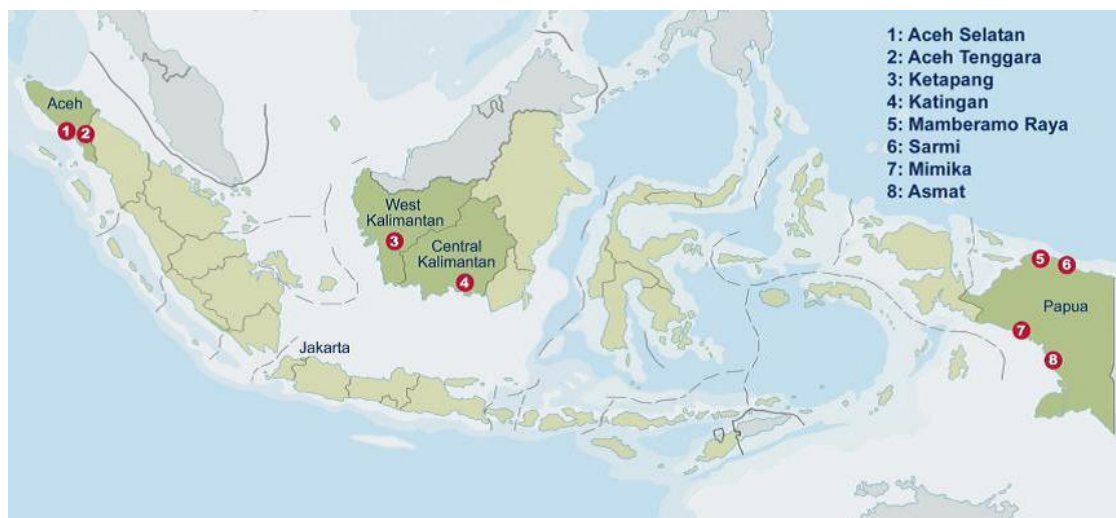 1: Aceh Selatan
2: Aceh Tenggara
3: Ketapang
4: Katingan
5: Mamberamo Raya
6: Sarmi
7: Mimika
8: Asmat
Aceh
1
2
West
Kalimantan
3
Central
Kalimantan
4
5
6
Papua
7
8
Jakarta